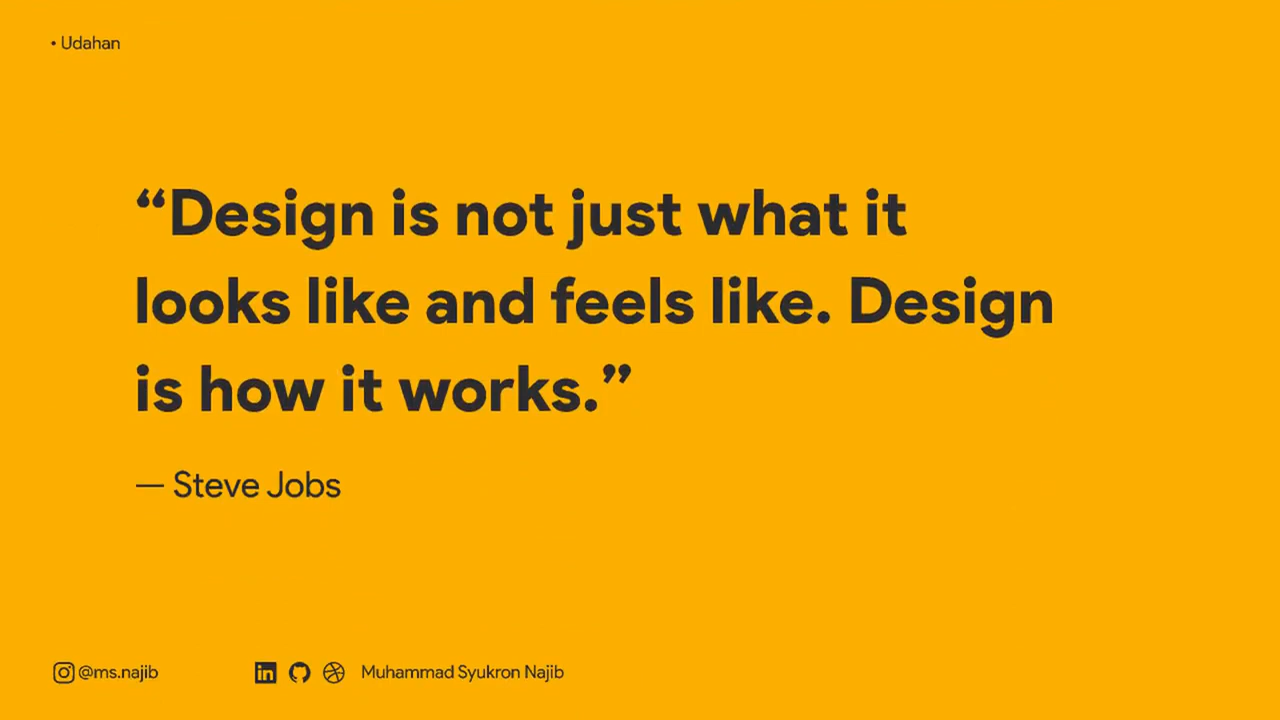 • Udahan
“Design is not just what it
looks like and feels like. Design
is how it works.”
— Steve Jobs
@ms.najib
Muhammad Syukron Najib